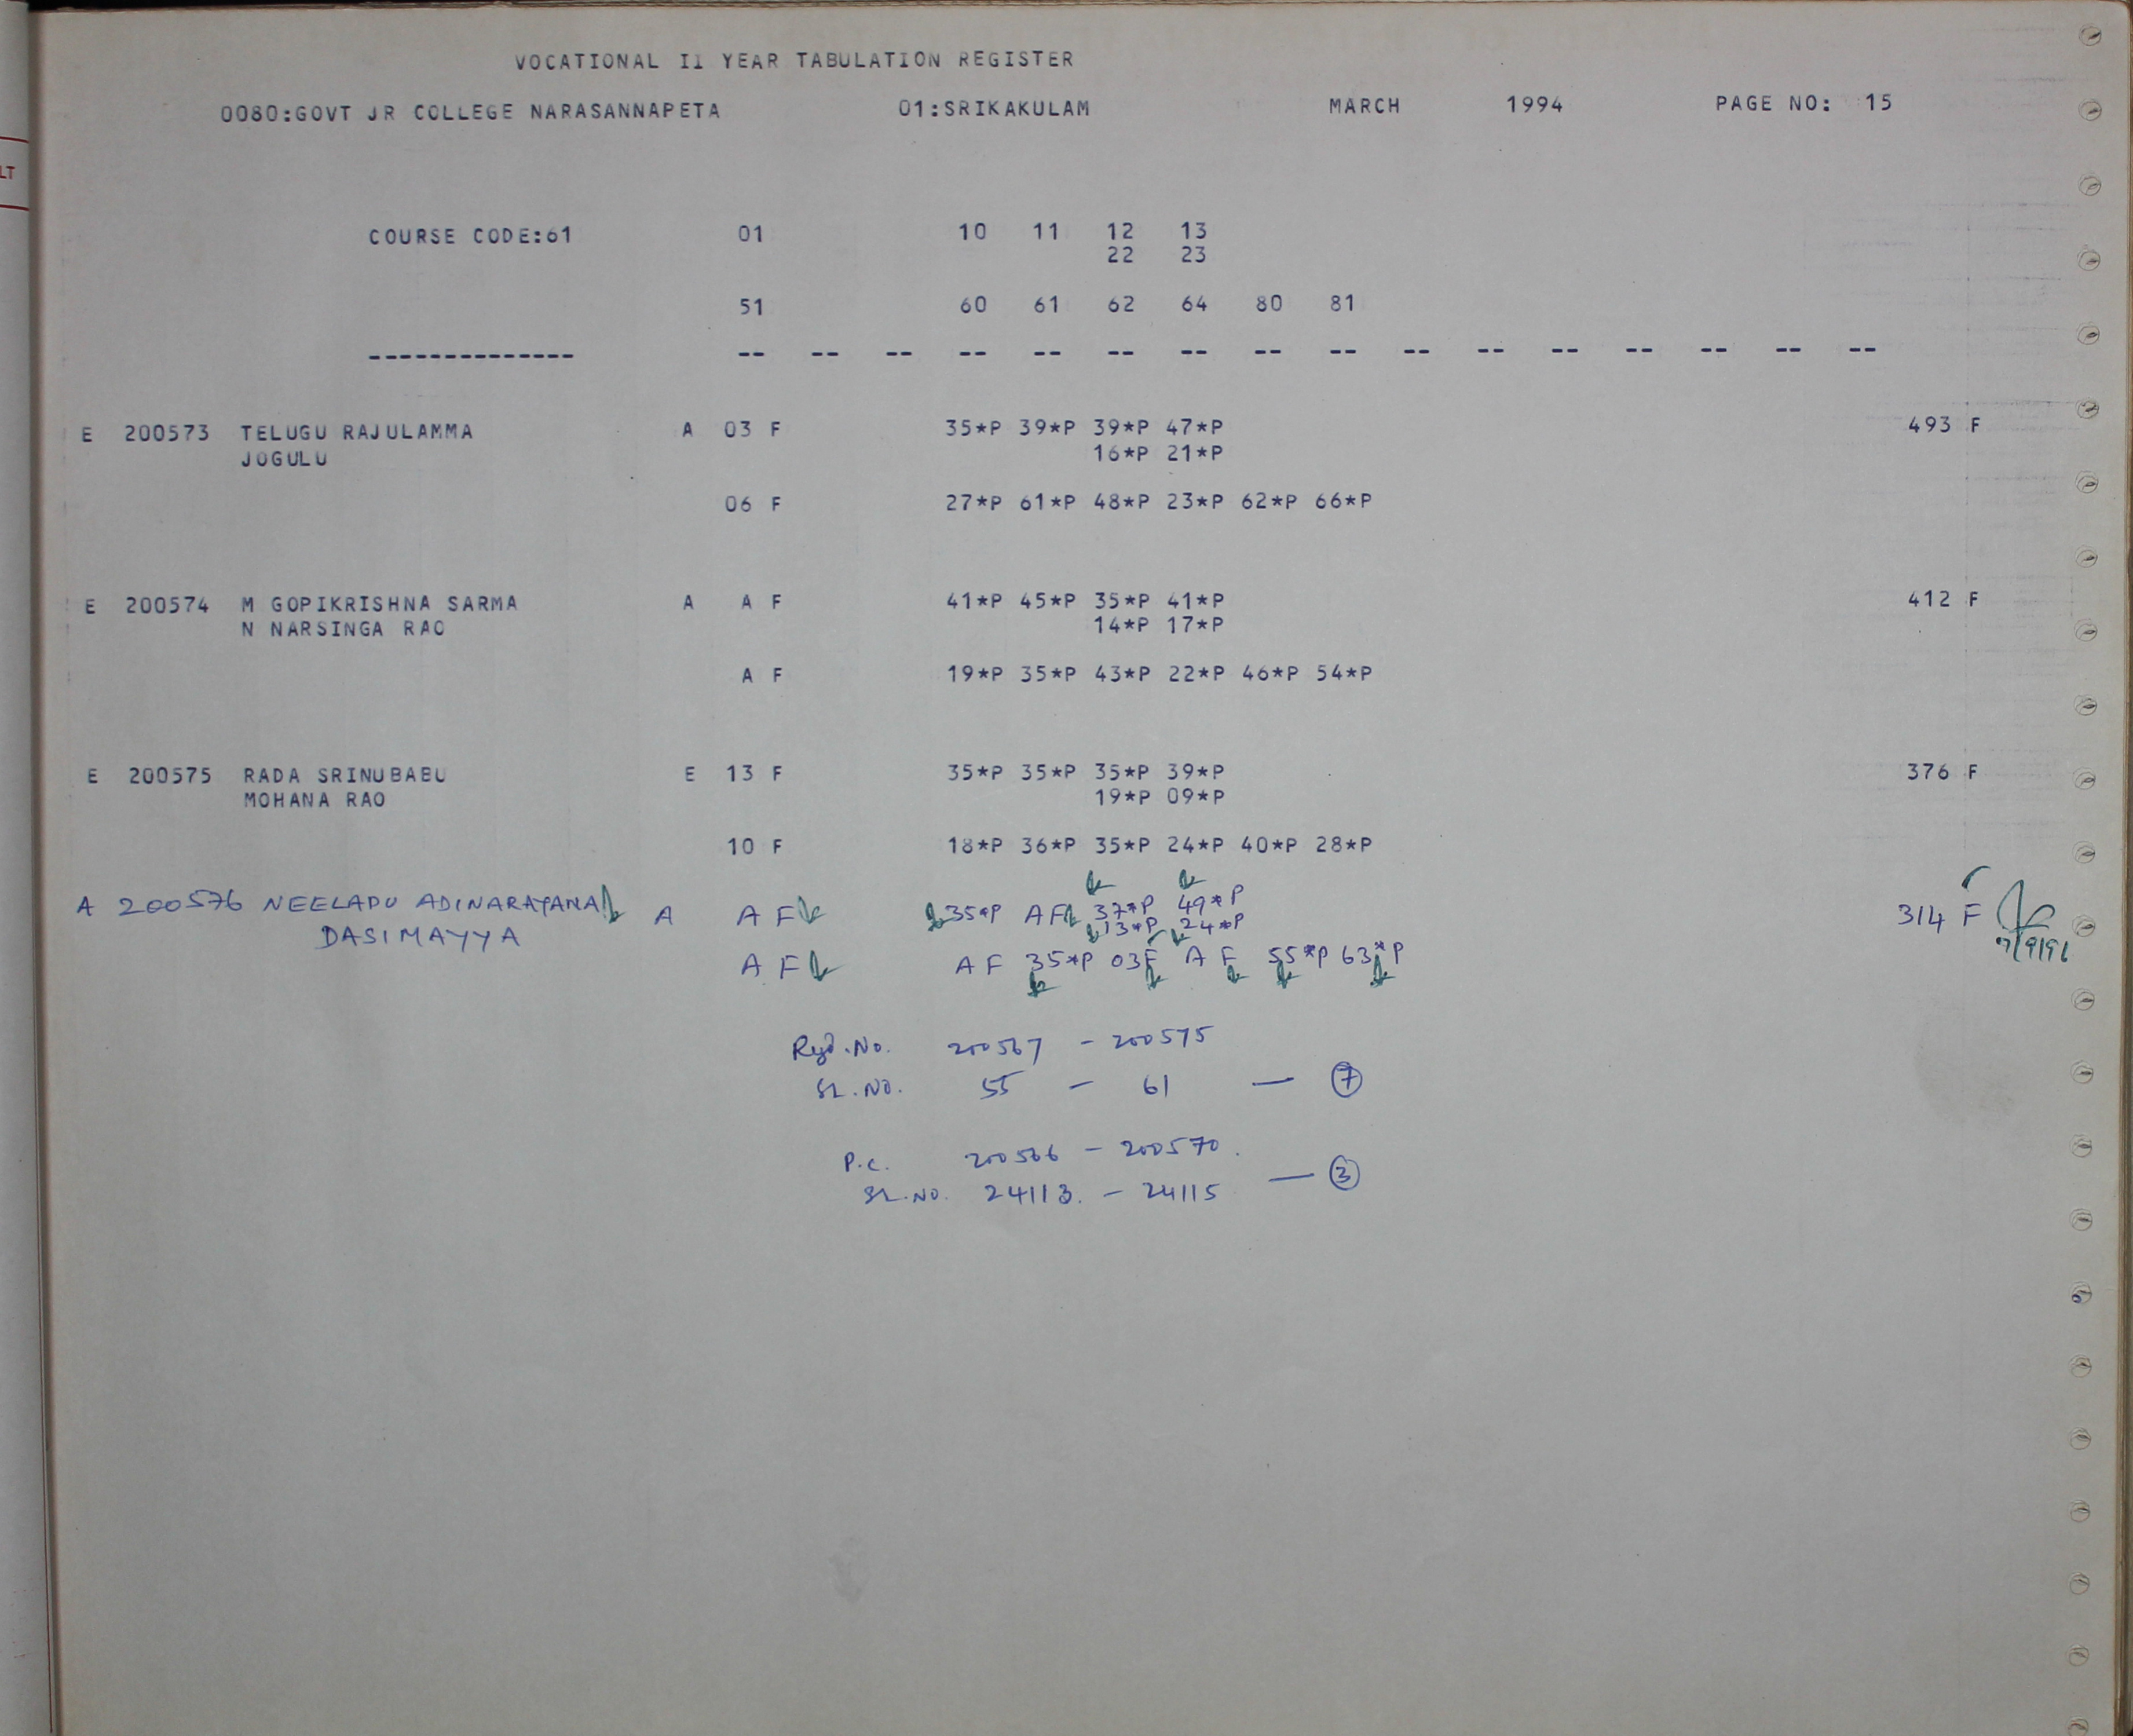 VOCATIONAL II YEAR TABULATION REGISTER
0080:GOVT JR COLLEGE NARASANNAPETA 01:SRIKAKULAM MARCH 1994 PAGE NO: 15
LT
COURSE CODE:61 01 10 11 12 13
22 23
51 60 61 62 64 80 81
-------------- -- -- -- -- -- -- -- -- -- -- -- -- -- -- -- --
E 200573 TELUGU RAJULAMMA A 03 F 35*P 39*P 39*P 47*P 493 F
JOGULU 16*P 21*P
06 F 27*P 61*P 48*P 23*P 62*P 66*P
E 200574 M GOPIKRISHNA SARMA A A F 41*P 45*P 35*P 41*P 412 F
N NARSINGA RAO 14*P 17*P
A F 19*P 35*P 43*P 22*P 46*P 54*P
E 200575 RADA SRINUBABU E 13 F 35*P 35*P 35*P 39*P 376 F
MOHANA RAO 19*P 09*P
10 F 18*P 36*P 35*P 24*P 40*P 28*P
A 200576 NEELAPU ADINARAYANA A A F 35*P A F 37*P 49*P 314 F
DASIMAYYA 13*P 24*P
A F A F 35*P 03F A F 55*P 63*P
Regd.No. 200567 - 200575
SL.NO. 55 - 61 - 7
P.C. 200566 - 200570.
SL.NO. 24113. - 24115 - 3